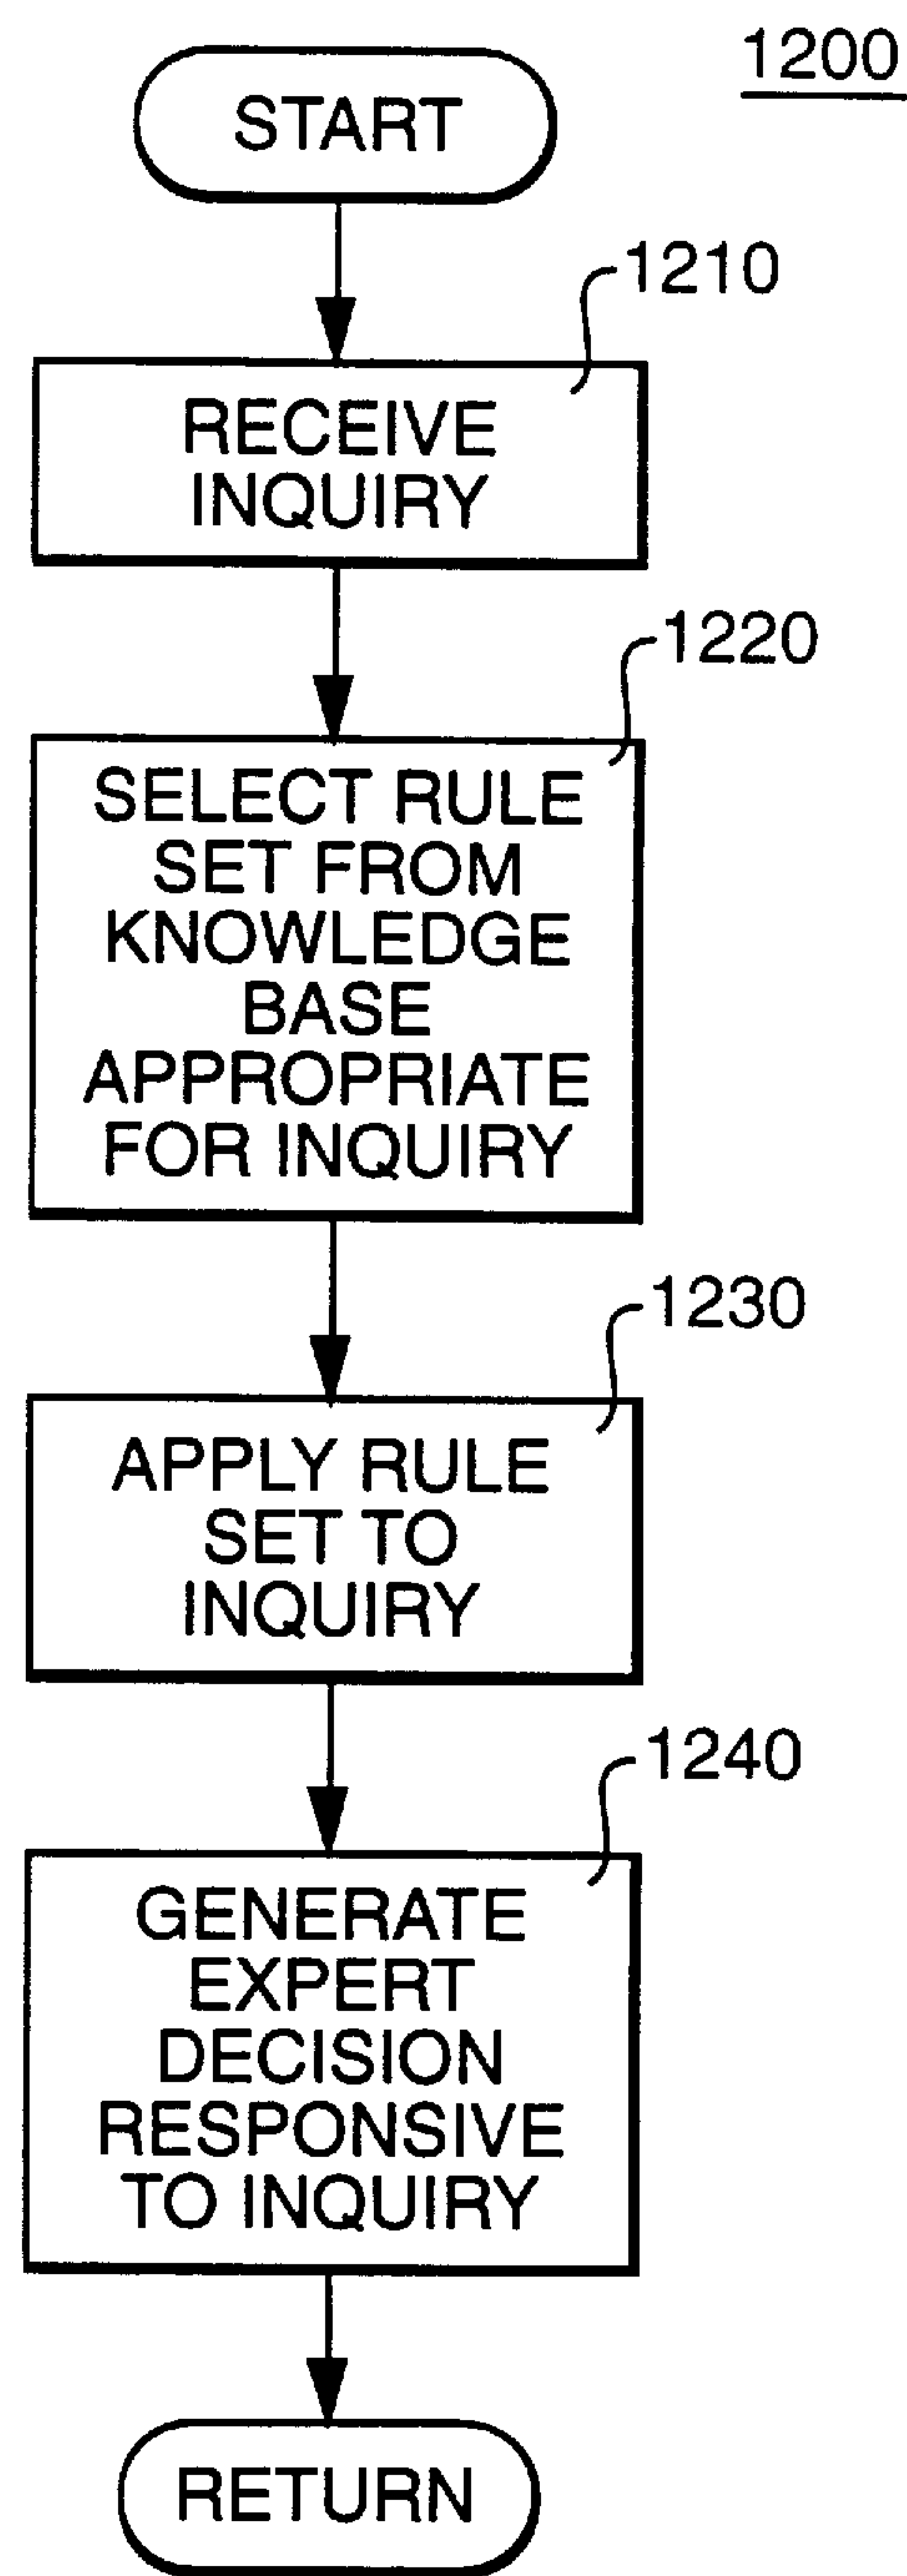 1200
START
1210
RECEIVE
INQUIRY
1220
SELECT RULE
SET FROM
KNOWLEDGE
BASE
APPROPRIATE
FOR INQUIRY
1230
APPLY RULE
SET TO
INQUIRY
1240
GENERATE
EXPERT
DECISION
RESPONSIVE
TO INQUIRY
RETURN